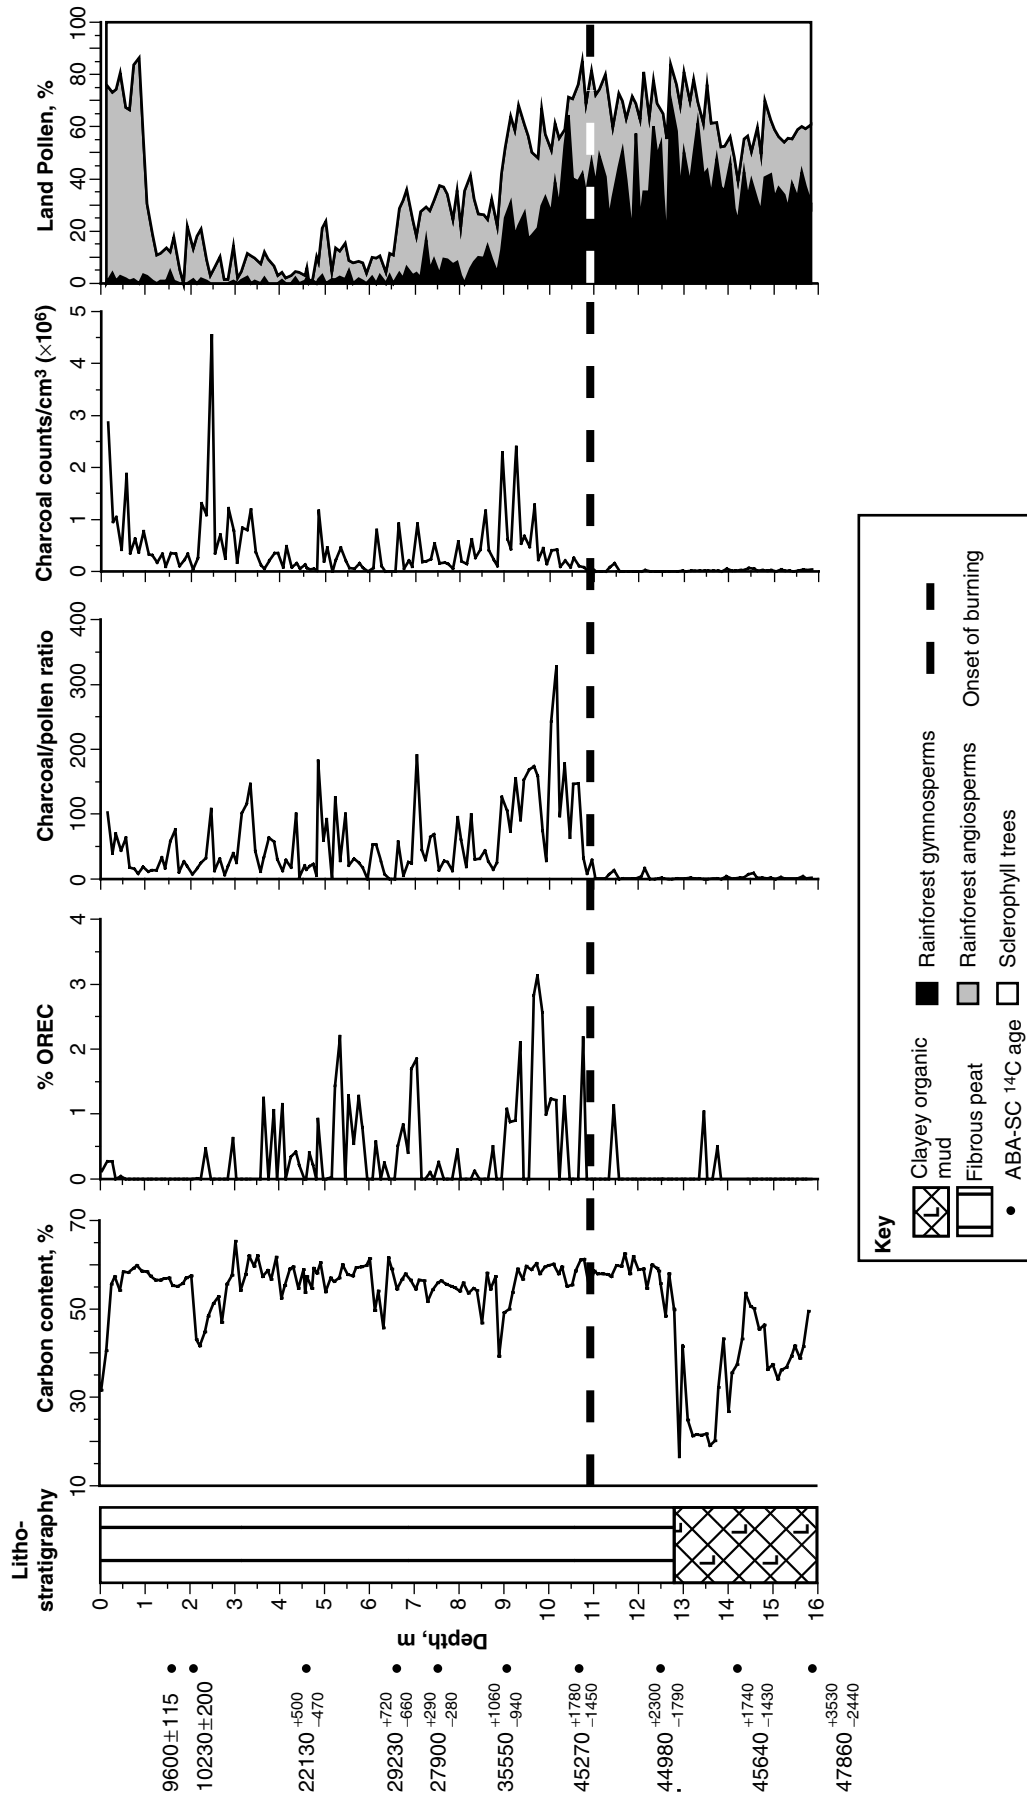 Litho-
stratigraphy
Carbon content, %
% OREC
Charcoal/pollen ratio
Charcoal counts/cm³ (×10⁶)
Land Pollen, %
10
30
50
70
0
1
2
3
4
0
100
200
300
400
0
1
2
3
4
5
0
20
40
60
80
100
0
1
2
3
4
5
6
7
8
9
10
11
12
13
14
15
16
Depth, m
9600±115
10230±200
22130 +500 −470
29230 +720 −660
27900 +290 −280
35550 +1060 −940
45270 +1780 −1450
44980 +2300 −1790
45640 +1740 −1430
47860 +3530 −2440
L
L
L
L
L
Key
L
Clayey organic
mud
Fibrous peat
ABA-SC ¹⁴C age
Rainforest gymnosperms
Rainforest angiosperms
Sclerophyll trees
Onset of burning